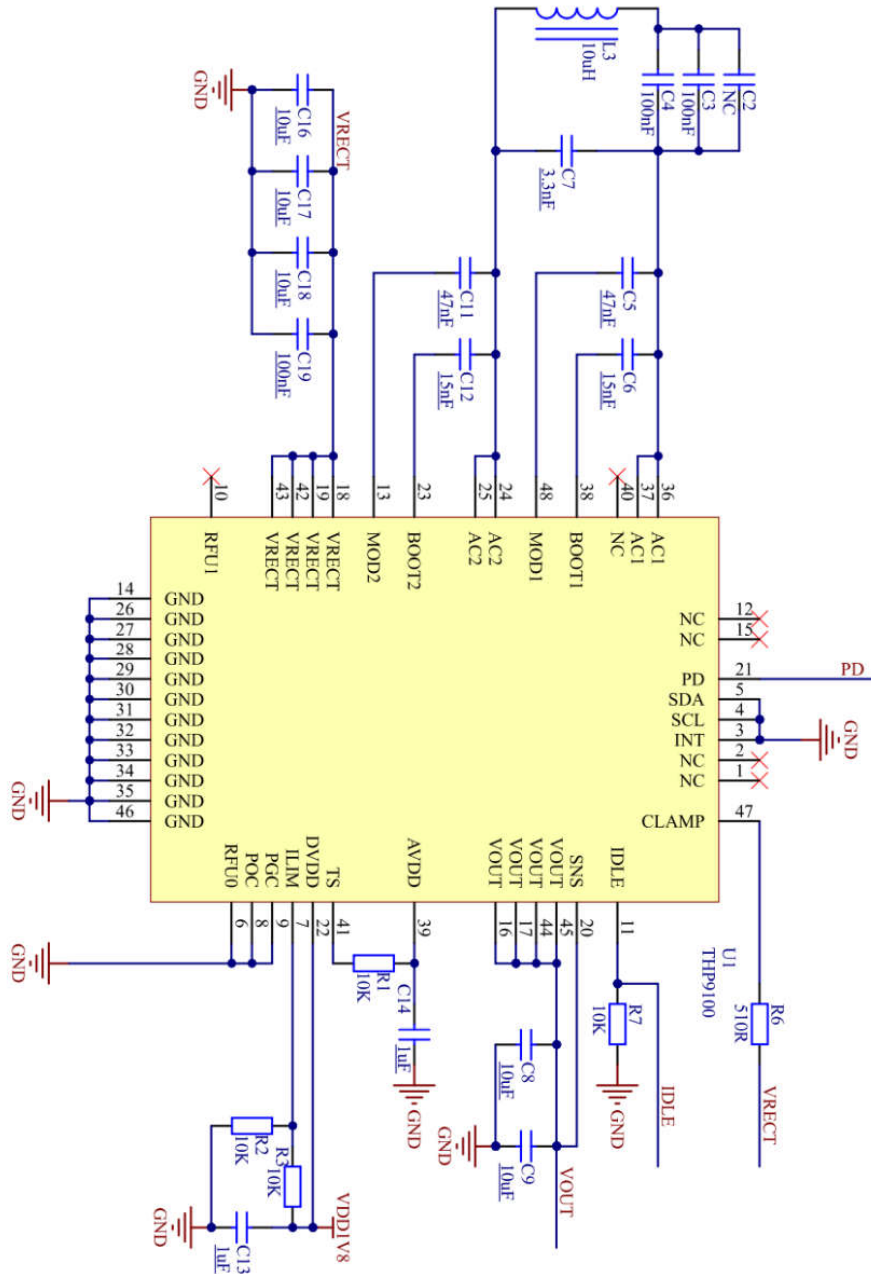 L3
10uH
C4
100nF
C3
100nF
C2
NC
GND
VRECT
C16
10uF
C17
10uF
C18
10uF
C19
100nF
C7
3.3nF
C11
47nF
C12
15nF
C5
47nF
C6
15nF
10
43
42
19
18
13
23
25
24
48
38
40
37
36
RFU1
VRECT
VRECT
VRECT
VRECT
MOD2
BOOT2
AC2
AC2
MOD1
BOOT1
NC
AC1
AC1
14 GND
26 GND
27 GND
28 GND
29 GND
30 GND
31 GND
32 GND
33 GND
34 GND
35 GND
46 GND
GND
NC 12
NC 15
PD 21 PD
SDA 5
SCL 4
INT 3
GND
NC 2
NC 1
CLAMP 47
RFU0
POC
PGC
ILIM
DVDD
TS
AVDD
VOUT
VOUT
VOUT
VOUT
SNS
IDLE
6
8
9
7
22
41
39
16
17
44
45
20
11
GND
R1
10K
C14
1uF
GND
U1
THP9100
R6
510R
R7
10K
GND
C8
10uF
C9
10uF
GND
VOUT
IDLE
VRECT
R2
10K
R3
10K
GND
C13
1uF
VDD1V8